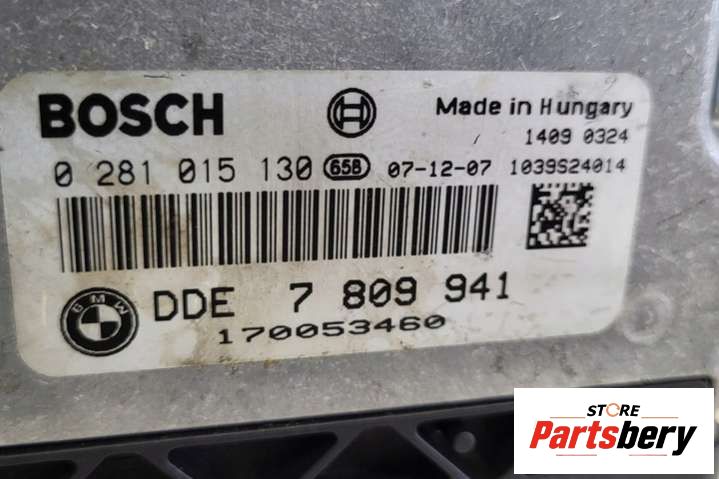 BOSCH
Made in Hungary
1409 0324
0 281 015 130 658 07-12-07 1039S24014
BMW
DDE 7 809 941
170053460
STORE
Partsbery